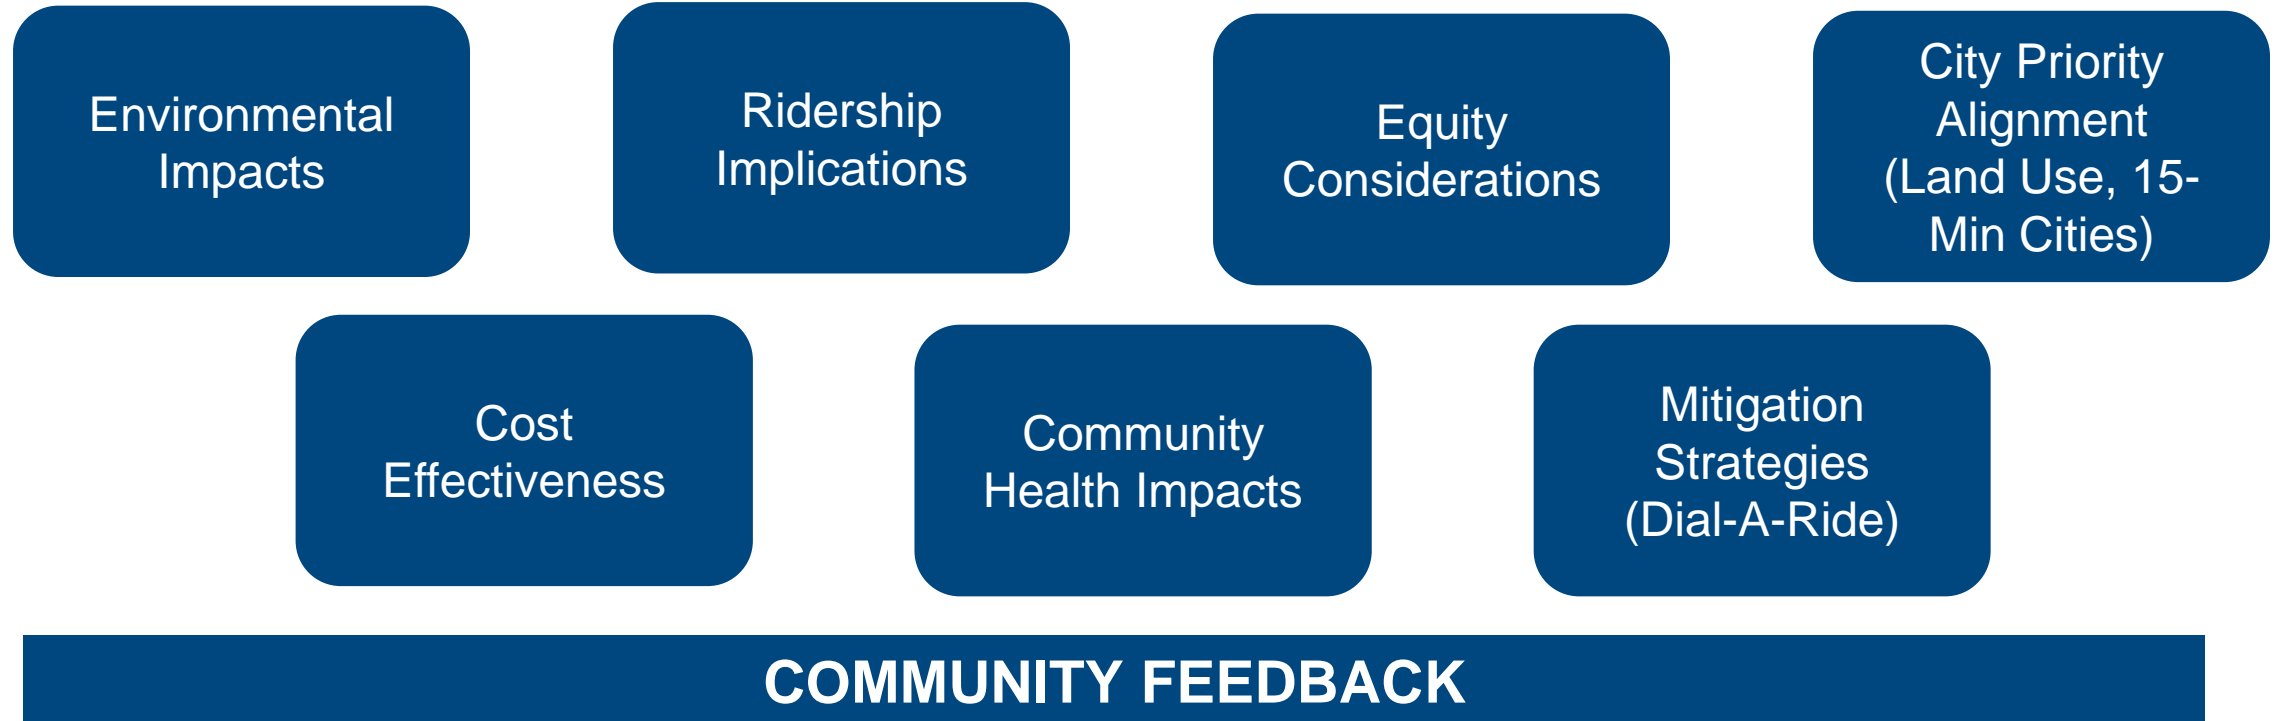 Environmental
Impacts
Ridership
Implications
Equity
Considerations
City Priority
Alignment
(Land Use, 15-
Min Cities)
Cost
Effectiveness
Community
Health Impacts
Mitigation
Strategies
(Dial-A-Ride)
COMMUNITY FEEDBACK